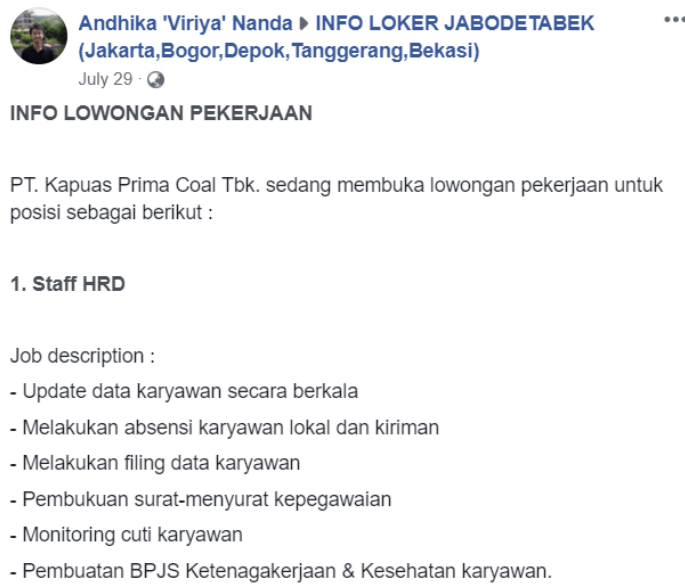 Andhika 'Viriya' Nanda ▸ INFO LOKER JABODETABEK
(Jakarta,Bogor,Depok,Tanggerang,Bekasi)
July 29 ·
INFO LOWONGAN PEKERJAAN
PT. Kapuas Prima Coal Tbk. sedang membuka lowongan pekerjaan untuk
posisi sebagai berikut :
1. Staff HRD
Job description :
- Update data karyawan secara berkala
- Melakukan absensi karyawan lokal dan kiriman
- Melakukan filing data karyawan
- Pembukuan surat-menyurat kepegawaian
- Monitoring cuti karyawan
- Pembuatan BPJS Ketenagakerjaan & Kesehatan karyawan.